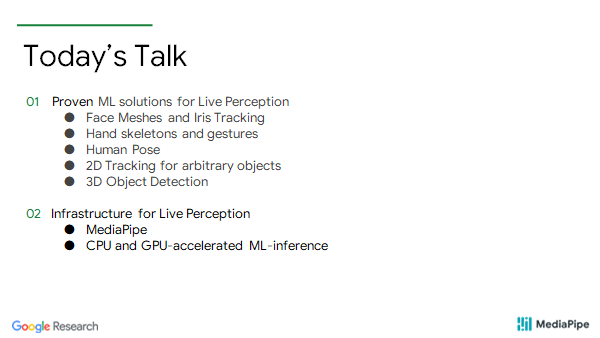 Today's Talk
01 Proven ML solutions for Live Perception
● Face Meshes and Iris Tracking
● Hand skeletons and gestures
● Human Pose
● 2D Tracking for arbitrary objects
● 3D Object Detection
02 Infrastructure for Live Perception
● MediaPipe
● CPU and GPU-accelerated ML-inference
Google Research
MediaPipe